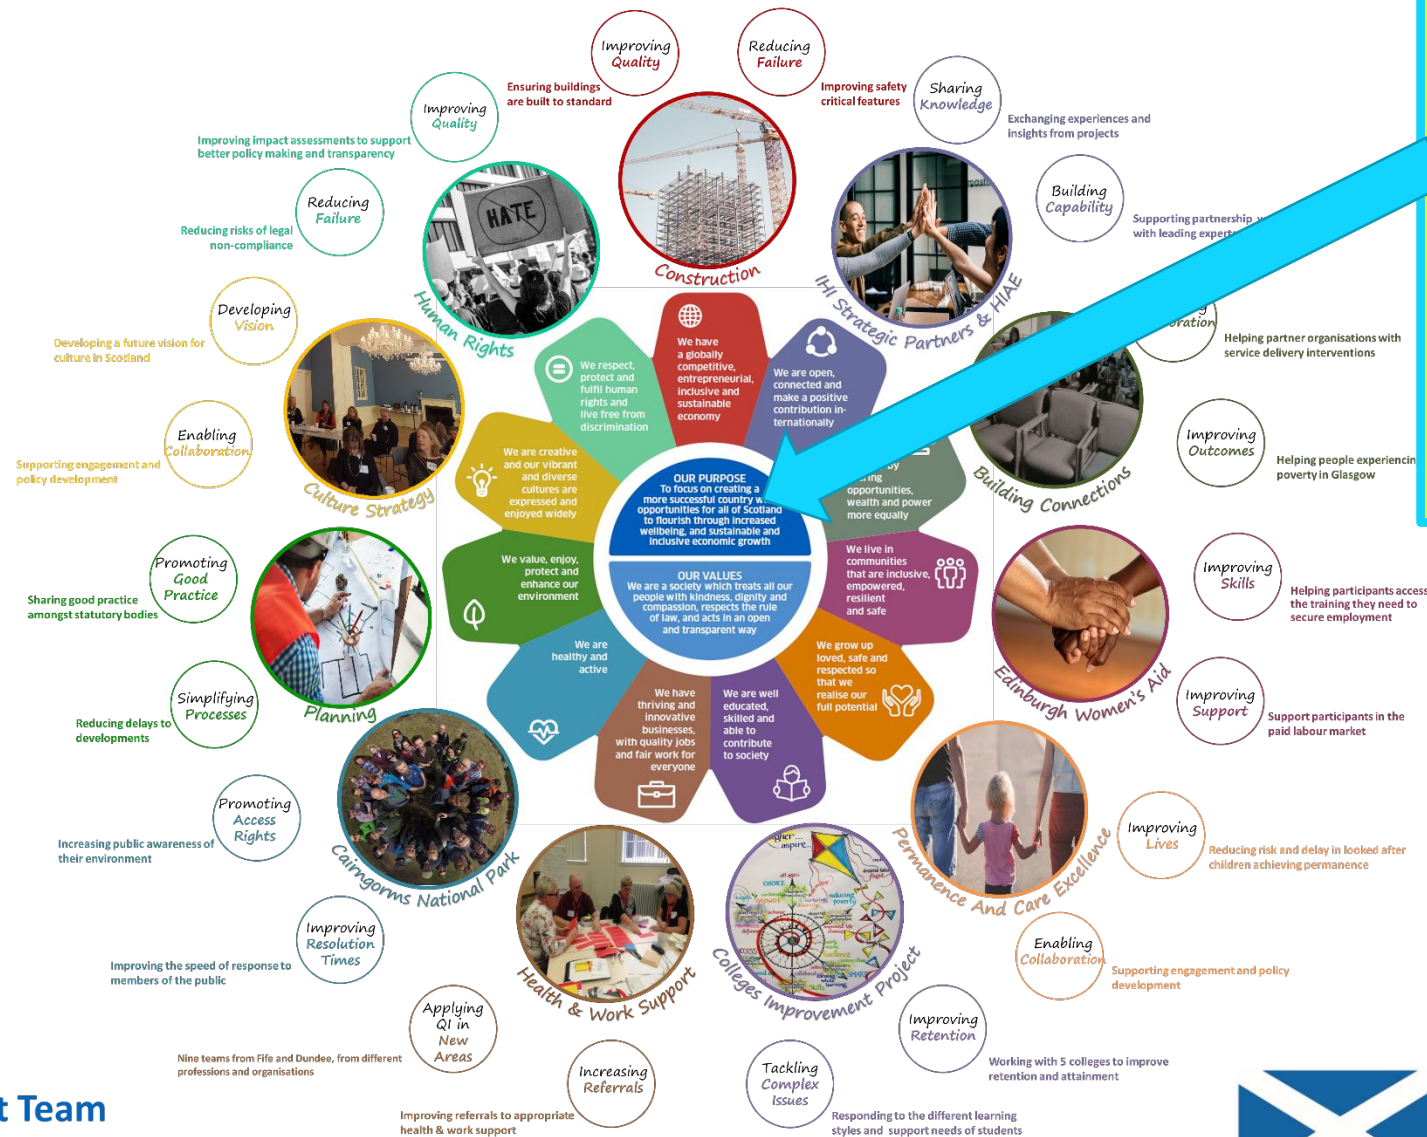 Improving
Quality
Ensuring buildings
are built to standard
Reducing
Failure
Improving safety
critical features
Construction
Sharing
Knowledge
Exchanging experiences and
insights from projects
Building
Capability
Supporting partnership
with leading experts
IHI Strategic Partners & HIAE
Helping partner organisations with
service delivery interventions
Improving
Outcomes
Helping people experiencing
poverty in Glasgow
Building Connections
Improving
Skills
Helping participants access
the training they need to
secure employment
Improving
Support
Support participants in the
paid labour market
Edinburgh Women's Aid
Improving
Lives
Reducing risk and delay in looked after
children achieving permanence
Enabling
Collaboration
Supporting engagement and policy
development
Permanence And Care Excellence
Improving
Retention
Working with 5 colleges to improve
retention and attainment
Tackling
Complex
Issues
Responding to the different learning
styles and support needs of students
Colleges Improvement Project
Increasing
Referrals
Improving referrals to appropriate
health & work support
Applying
QI in
New
Areas
Nine teams from Fife and Dundee, from different
professions and organisations
Health & Work Support
Improving
Resolution
Times
Improving the speed of response to
members of the public
Promoting
Access
Rights
Increasing public awareness of
their environment
Cairngorms National Park
Simplifying
Processes
Reducing delays to
developments
Promoting
Good
Practice
Sharing good practice
amongst statutory bodies
Planning
Enabling
Collaboration
Supporting engagement and
policy development
Developing
Vision
Developing a future vision for
culture in Scotland
Culture Strategy
Reducing
Failure
Reducing risks of legal
non-compliance
Improving
Quality
Improving impact assessments to support
better policy making and transparency
HATE
Human Rights
We have
a globally
competitive,
entrepreneurial,
inclusive and
sustainable
economy
We are open,
connected and
make a positive
contribution in-
ternationally
by
opportunities,
wealth and power
more equally
We live in
communities
that are inclusive,
empowered,
resilient
and safe
We grow up
loved, safe and
respected so
that we
realise our
full potential
We are well
educated,
skilled and
able to
contribute
to society
We have
thriving and
innovative
businesses,
with quality jobs
and fair work for
everyone
We are
healthy and
active
We value, enjoy,
protect and
enhance our
environment
We are creative
and our vibrant
and diverse
cultures are
expressed and
enjoyed widely
We respect,
protect and
fulfil human
rights and
live free from
discrimination
OUR PURPOSE
To focus on creating a
more successful country
opportunities for all of Scotland
to flourish through increased
wellbeing, and sustainable and
inclusive economic growth
OUR VALUES
We are a society which treats all our
people with kindness, dignity and
compassion, respects the rule
of law, and acts in an open
and transparent way
t Team